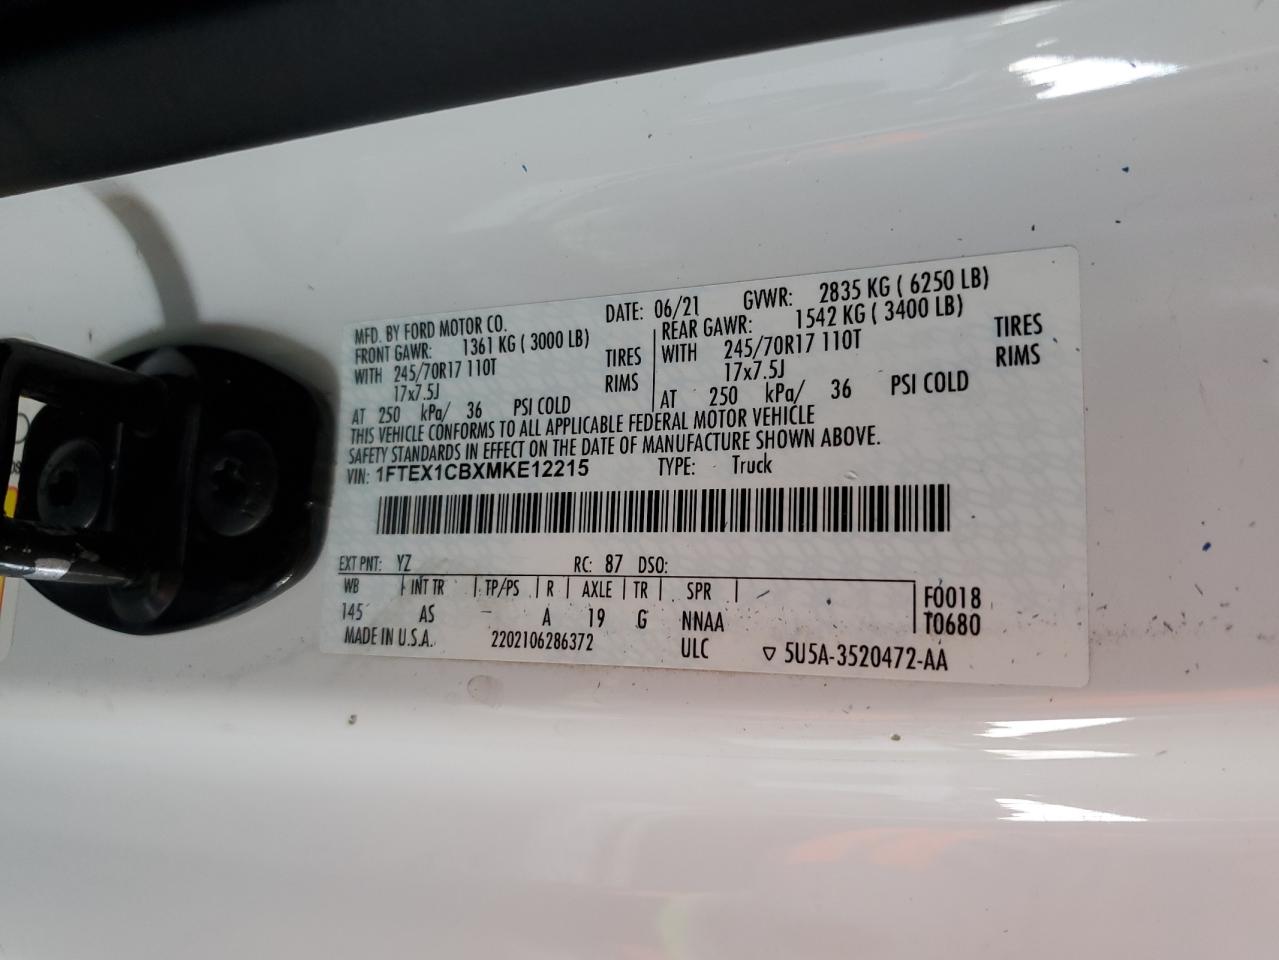 MFD. BY FORD MOTOR CO. DATE: 06/21 GVWR: 2835 KG ( 6250 LB)
FRONT GAWR: 1361 KG ( 3000 LB) REAR GAWR: 1542 KG ( 3400 LB)
WITH 245/70R17 110T TIRES WITH 245/70R17 110T TIRES
17x7.5J RIMS 17x7.5J RIMS
AT 250 kPa/ 36 PSI COLD AT 250 kPa/ 36 PSI COLD
THIS VEHICLE CONFORMS TO ALL APPLICABLE FEDERAL MOTOR VEHICLE
SAFETY STANDARDS IN EFFECT ON THE DATE OF MANUFACTURE SHOWN ABOVE.
VIN: 1FTEX1CBXMKE12215 TYPE: Truck
EXT PNT: YZ RC: 87 DSO:
WB INT TR TP/PS R AXLE TR SPR F0018
145 AS A 19 G NNAA T0680
MADE IN U.S.A. 2202106286372 ULC ▽ 5U5A-3520472-AA